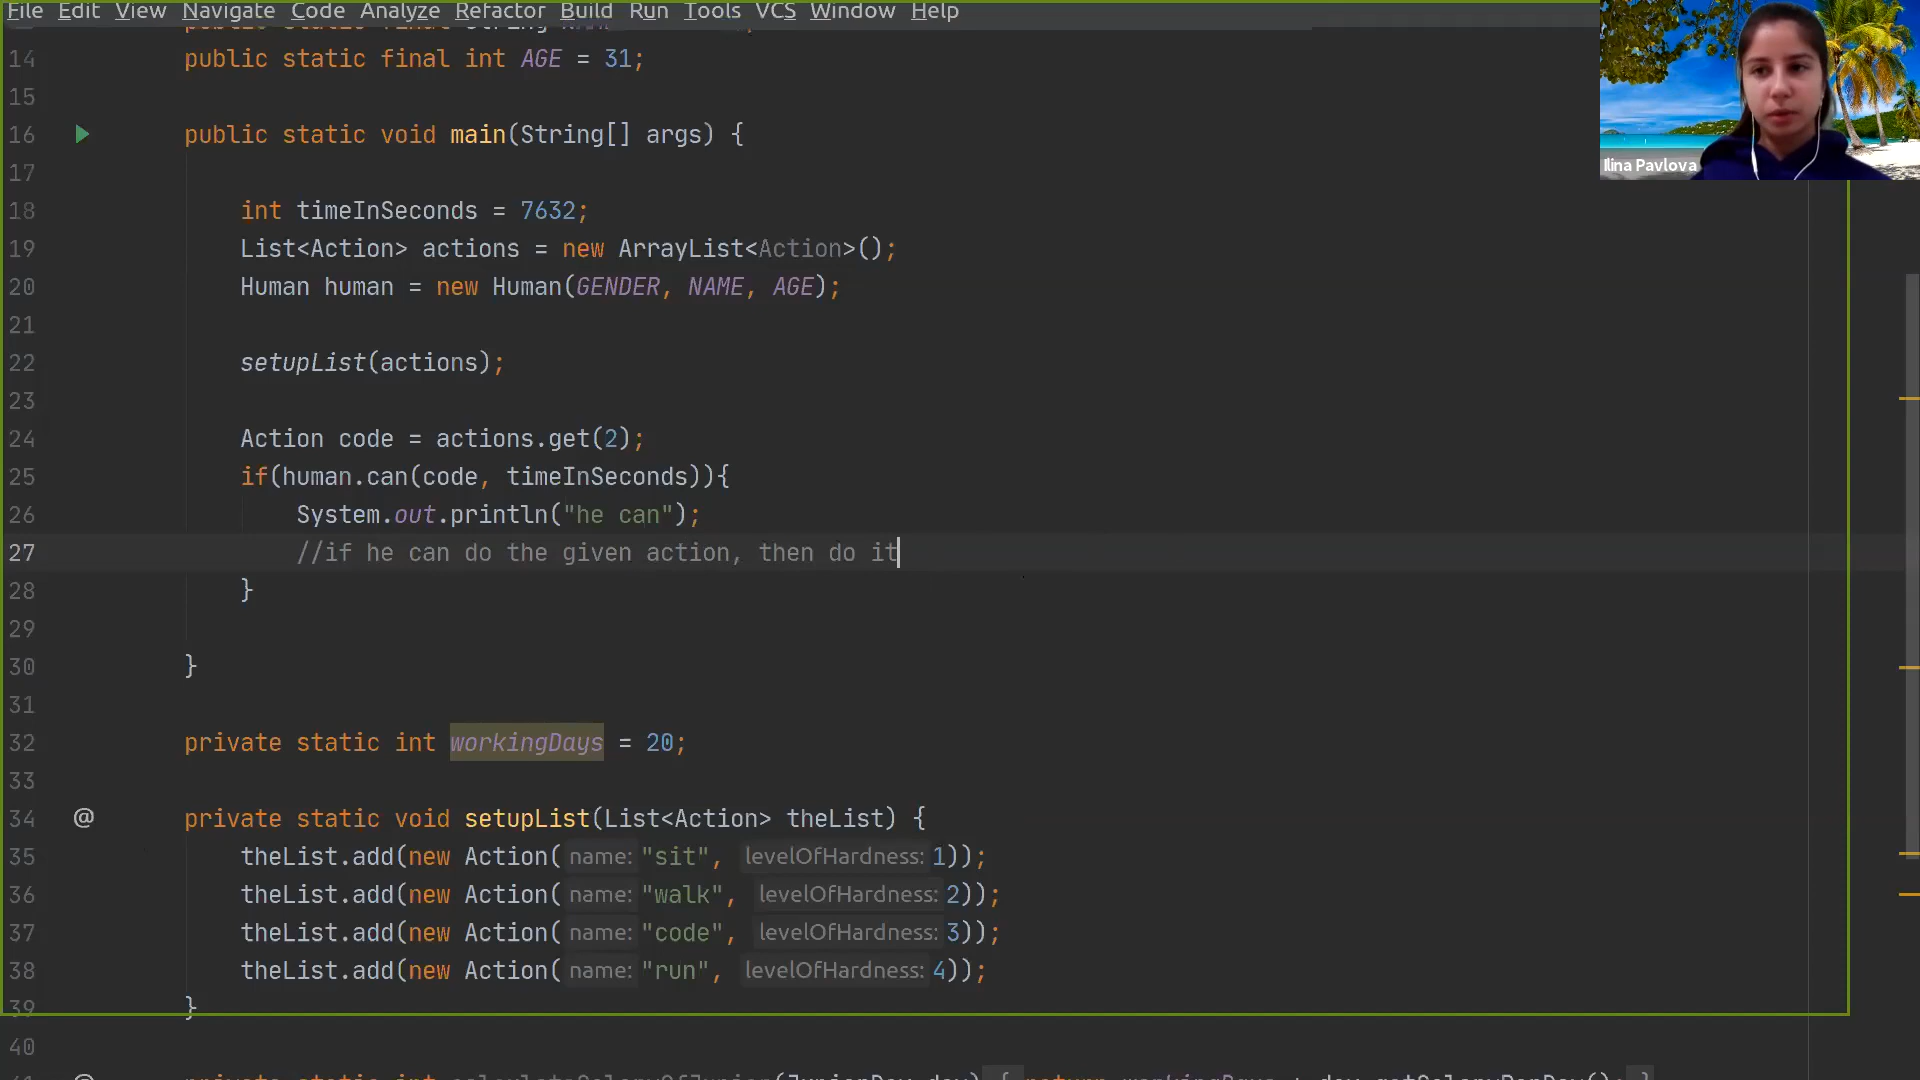 File Edit View Navigate Code Analyze Refactor Build Run Tools VCS Window Help
14 public static final int AGE = 31;
15
16 public static void main(String[] args) {
17
18 int timeInSeconds = 7632;
19 List<Action> actions = new ArrayList<Action>();
20 Human human = new Human(GENDER, NAME, AGE);
21
22 setupList(actions);
23
24 Action code = actions.get(2);
25 if(human.can(code, timeInSeconds)){
26 System.out.println("he can");
27 //if he can do the given action, then do it
28 }
29
30 }
31
32 private static int workingDays = 20;
33
34 @ private static void setupList(List<Action> theList) {
35 theList.add(new Action( name: "sit", levelOfHardness: 1));
36 theList.add(new Action( name: "walk", levelOfHardness: 2));
37 theList.add(new Action( name: "code", levelOfHardness: 3));
38 theList.add(new Action( name: "run", levelOfHardness: 4));
39 }
40
Ilina Pavlova